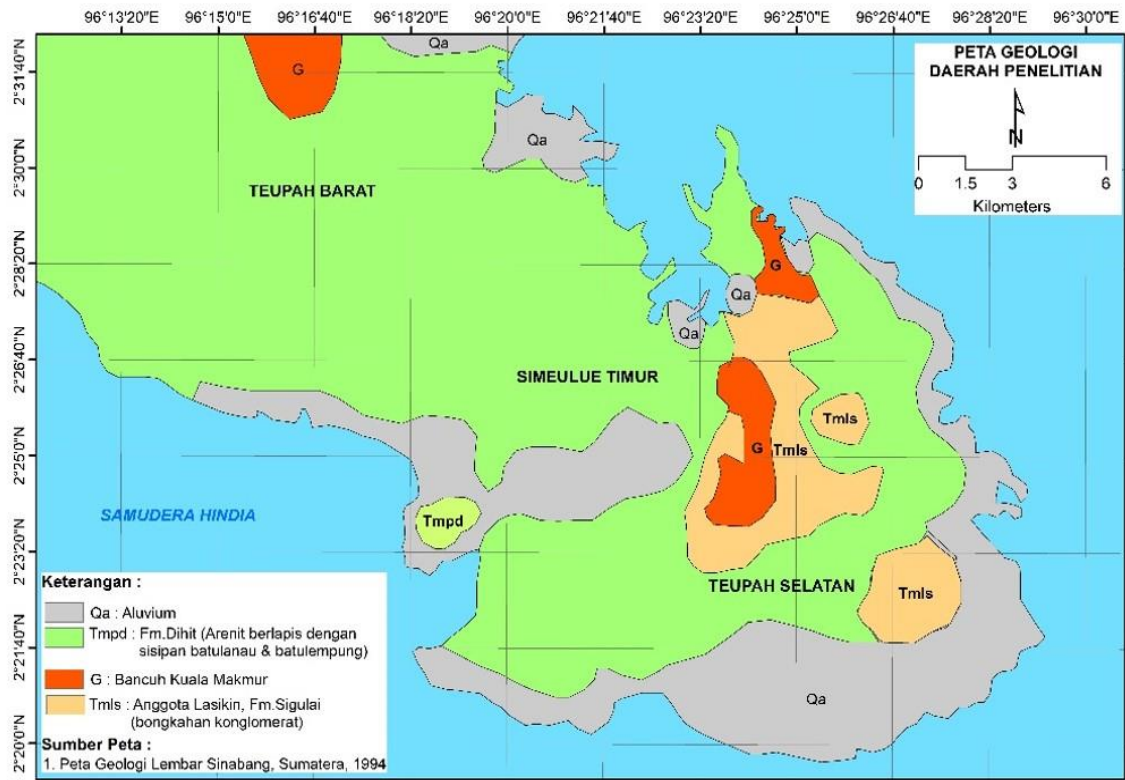 96°13'20"E 96°15'0"E 96°16'40"E 96°18'20"E 96°20'0"E 96°21'40"E 96°23'20"E 96°25'0"E 96°26'40"E 96°28'20"E 96°30'0"E
2°31'40"N
2°30'0"N
2°28'20"N
2°26'40"N
2°25'0"N
2°23'20"N
2°21'40"N
2°20'0"N
PETA GEOLOGI
DAERAH PENELITIAN
N
0 1.5 3 6
Kilometers
Qa
G
Qa
TEUPAH BARAT
G
Qa
Qa
SIMEULUE TIMUR
Tmls
G
Tmls
SAMUDERA HINDIA
Tmpd
TEUPAH SELATAN
Tmls
Qa
Keterangan :
Qa : Aluvium
Tmpd : Fm.Dihit (Arenit berlapis dengan
sisipan batulanau & batulempung)
G : Bancuh Kuala Makmur
Tmls : Anggota Lasikin, Fm.Sigulai
(bongkahan konglomerat)
Sumber Peta :
1. Peta Geologi Lembar Sinabang, Sumatera, 1994